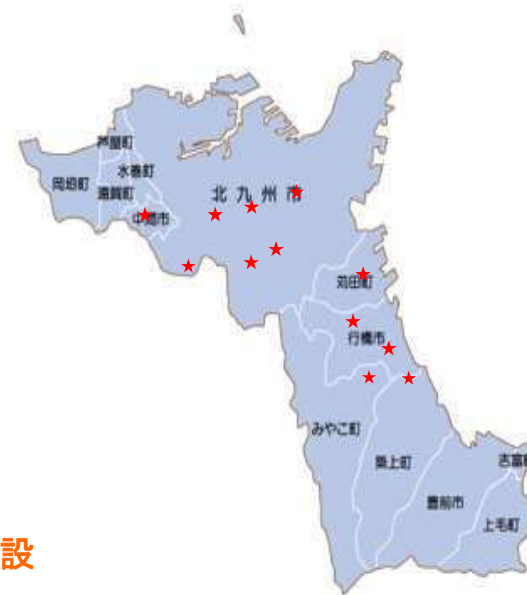 芦屋町
水巻町
岡垣町
遠賀町
中間市
北九州市
苅田町
行橋市
みやこ町
築上町
吉富町
豊前市
上毛町
設